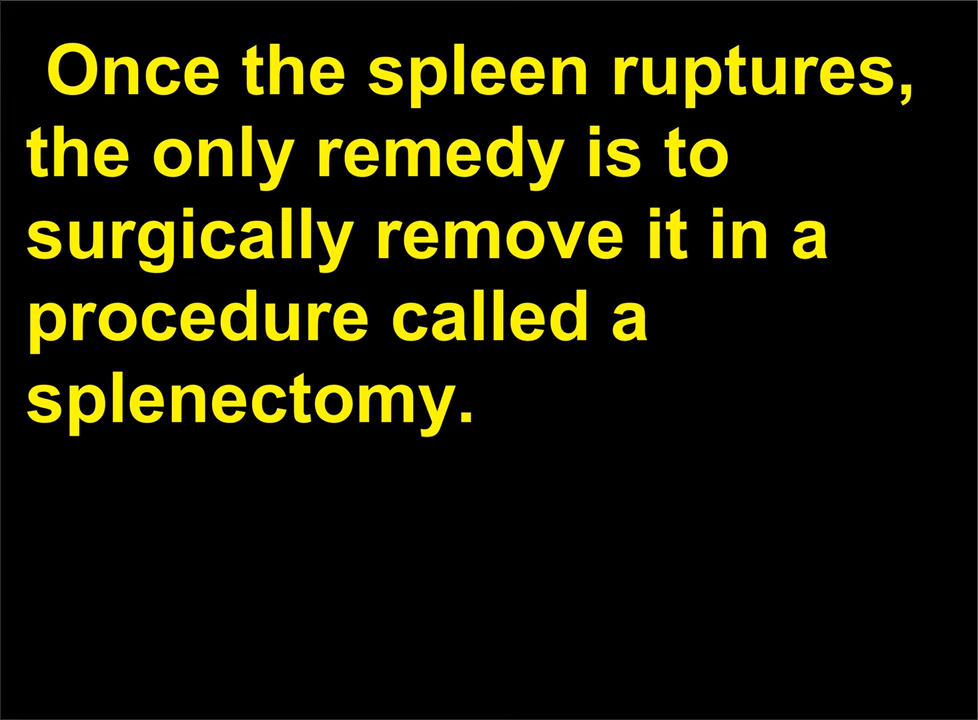 Once the spleen ruptures,
the only remedy is to
surgically remove it in a
procedure called a
splenectomy.